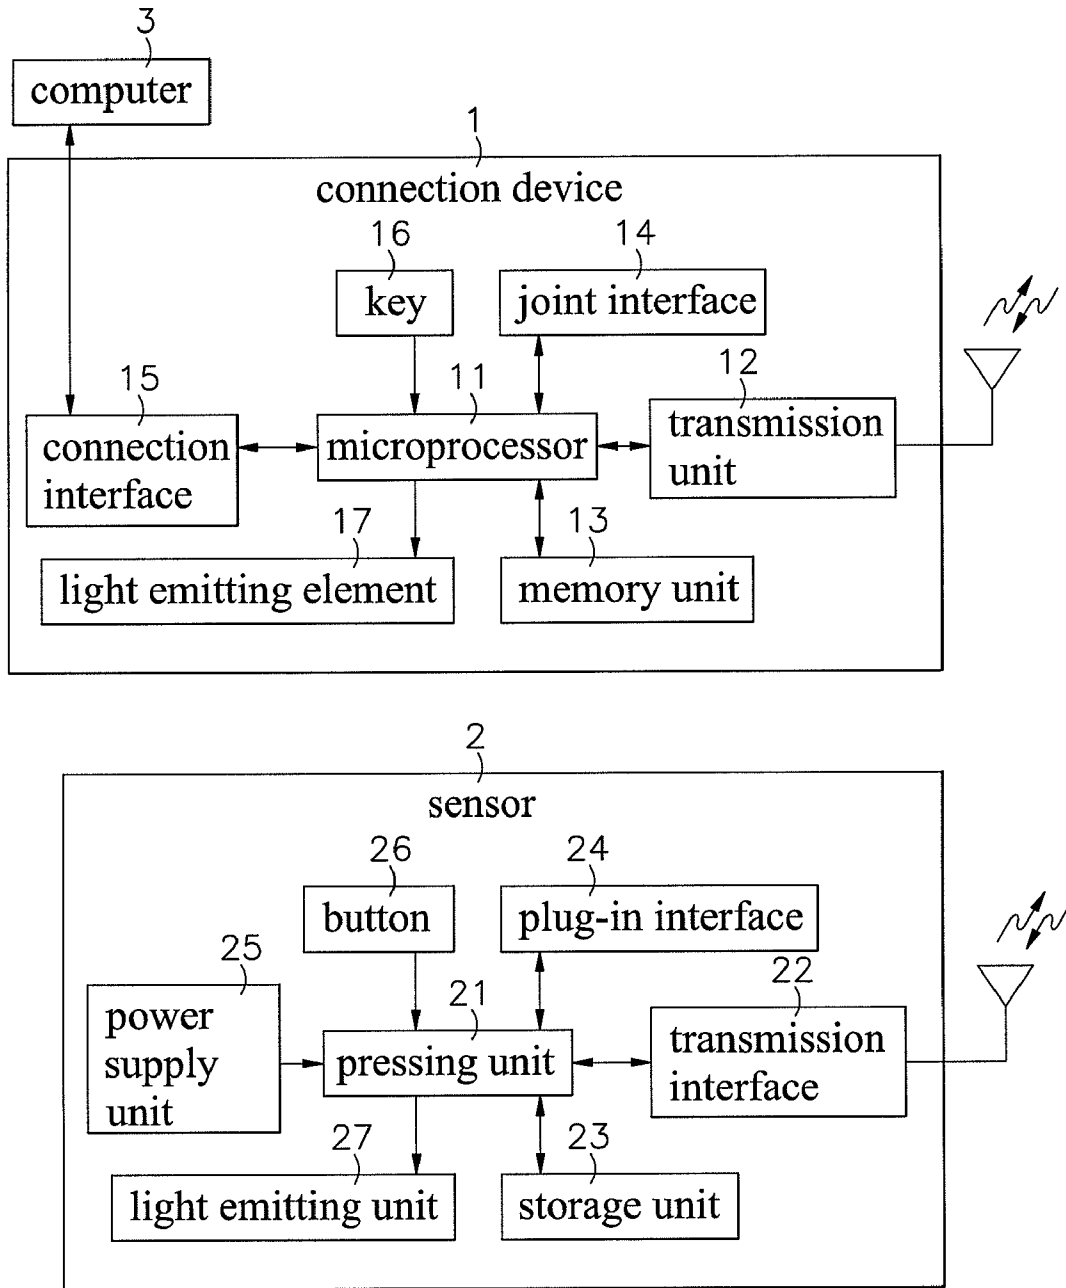 3
computer
1
connection device
16
14
key
joint interface
15
11
12
connection
interface
microprocessor
transmission
unit
17
13
light emitting element
memory unit
2
sensor
26
24
button
plug-in interface
25
21
22
power
supply
unit
pressing unit
transmission
interface
27
23
light emitting unit
storage unit